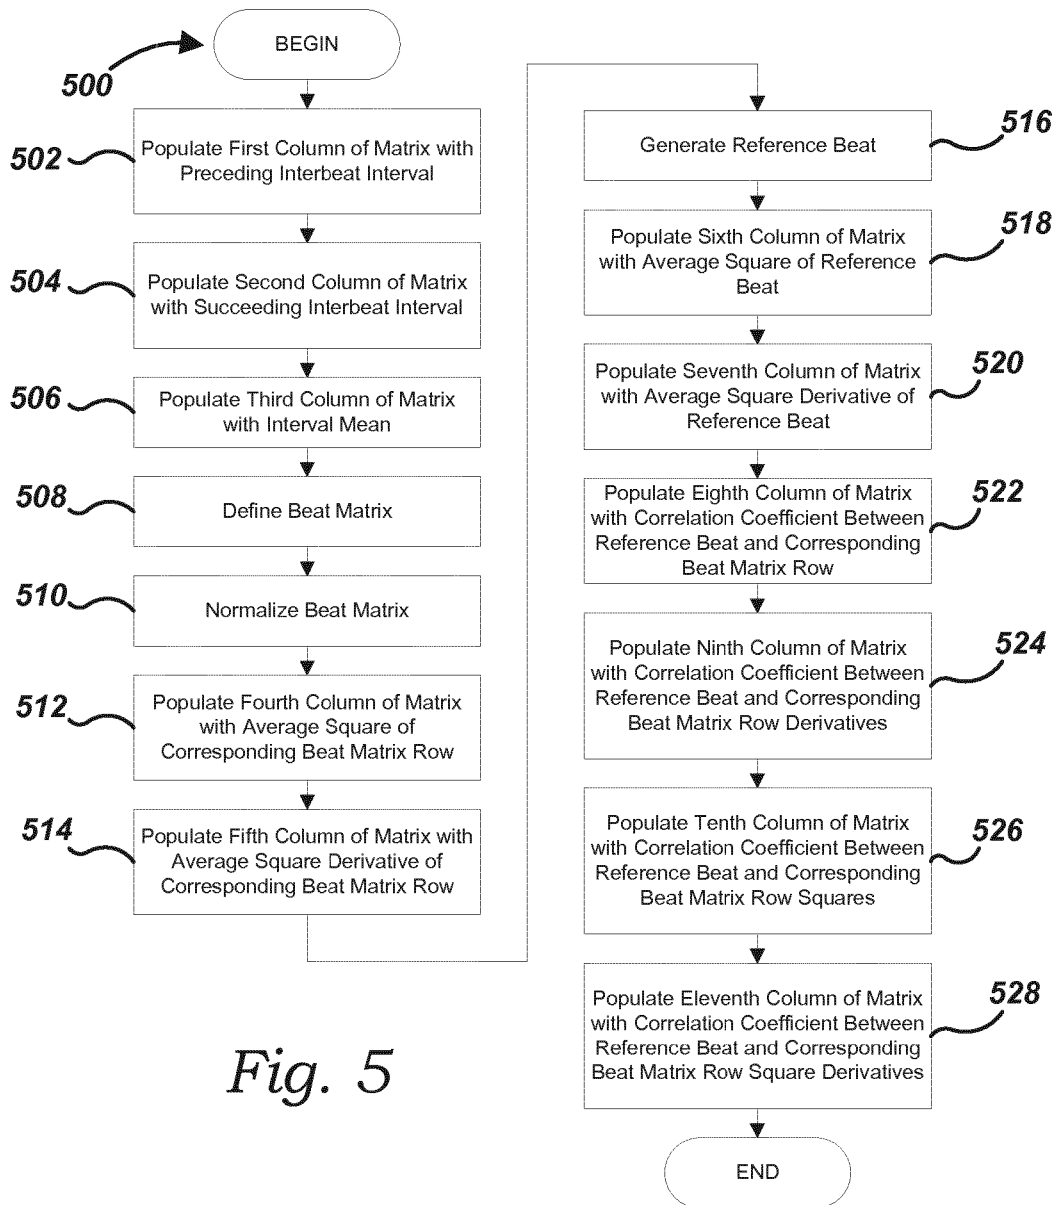 BEGIN
500
502
Populate First Column of Matrix with
Preceding Interbeat Interval
504
Populate Second Column of Matrix
with Succeeding Interbeat Interval
506
Populate Third Column of Matrix
with Interval Mean
508
Define Beat Matrix
510
Normalize Beat Matrix
512
Populate Fourth Column of Matrix
with Average Square of
Corresponding Beat Matrix Row
514
Populate Fifth Column of Matrix with
Average Square Derivative of
Corresponding Beat Matrix Row
516
Generate Reference Beat
518
Populate Sixth Column of Matrix
with Average Square of Reference
Beat
520
Populate Seventh Column of Matrix
with Average Square Derivative of
Reference Beat
522
Populate Eighth Column of Matrix
with Correlation Coefficient Between
Reference Beat and Corresponding
Beat Matrix Row
524
Populate Ninth Column of Matrix
with Correlation Coefficient Between
Reference Beat and Corresponding
Beat Matrix Row Derivatives
526
Populate Tenth Column of Matrix
with Correlation Coefficient Between
Reference Beat and Corresponding
Beat Matrix Row Squares
528
Populate Eleventh Column of Matrix
with Correlation Coefficient Between
Reference Beat and Corresponding
Beat Matrix Row Square Derivatives
END
Fig. 5